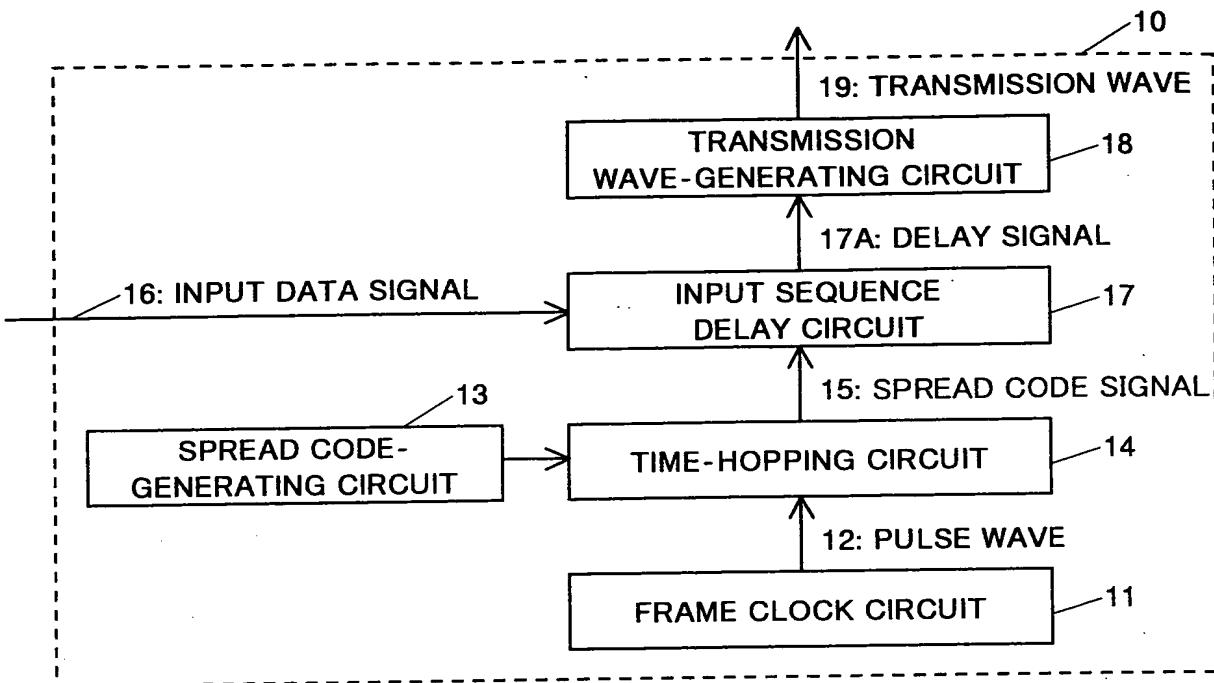 10
19: TRANSMISSION WAVE
TRANSMISSION
WAVE-GENERATING CIRCUIT
18
17A: DELAY SIGNAL
16: INPUT DATA SIGNAL
INPUT SEQUENCE
DELAY CIRCUIT
17
15: SPREAD CODE SIGNAL
13
SPREAD CODE-
GENERATING CIRCUIT
TIME-HOPPING CIRCUIT
14
12: PULSE WAVE
FRAME CLOCK CIRCUIT
11